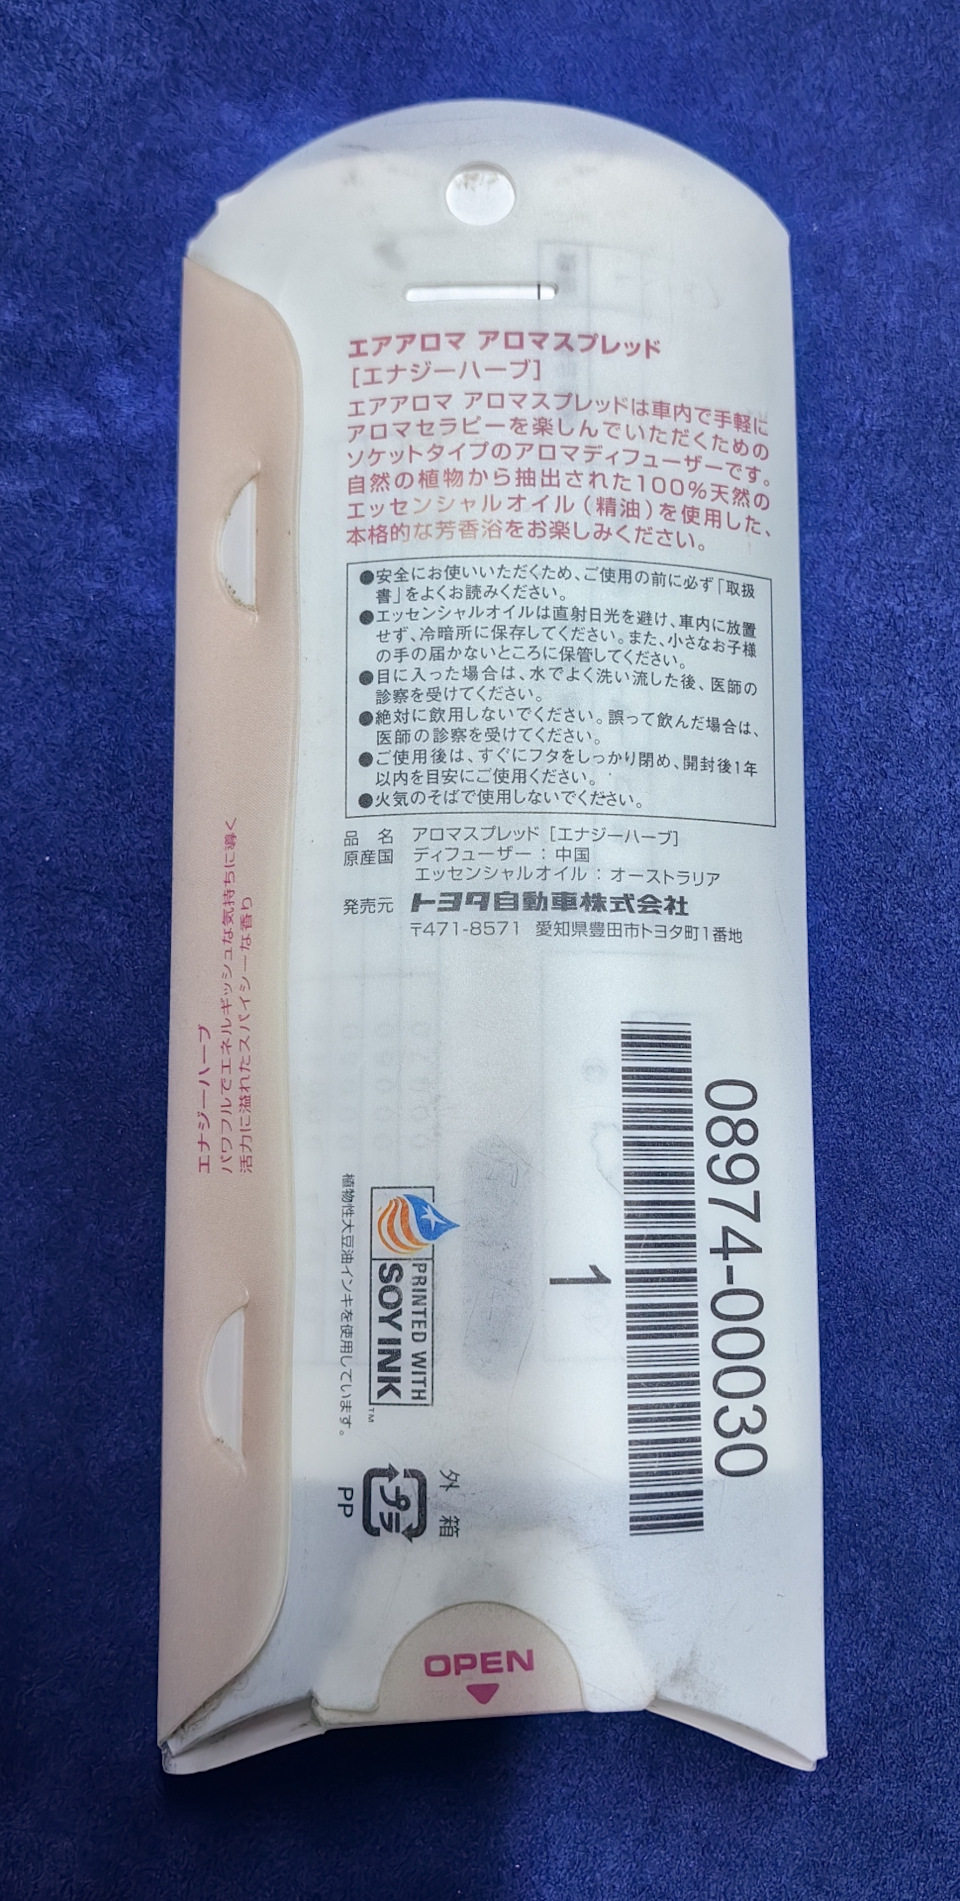 エアアロマ アロマスプレッド
[エナジーハーブ]
エアアロマ アロマスプレッドは車内で手軽に
アロマセラピーを楽しんでいただくための
ソケットタイプのアロマディフューザーです。
自然の植物から抽出された100%天然の
エッセンシャルオイル（精油）を使用した、
本格的な芳香浴をお楽しみください。
●安全にお使いいただくため、ご使用の前に必ず「取扱
書」をよくお読みください。
●エッセンシャルオイルは直射日光を避け、車内に放置
せず、冷暗所に保存してください。また、小さなお子様
の手の届かないところに保管してください。
●目に入った場合は、水でよく洗い流した後、医師の
診察を受けてください。
●絶対に飲用しないでください。誤って飲んだ場合は、
医師の診察を受けてください。
●ご使用後は、すぐにフタをしっかり閉め、開封後1年
以内を目安にご使用ください。
●火気のそばで使用しないでください。
品 名 アロマスプレッド [エナジーハーブ]
原産国 ディフューザー：中国
エッセンシャルオイル：オーストラリア
発売元 トヨタ自動車株式会社
〒471-8571 愛知県豊田市トヨタ町1番地
エナジーハーブ
パワフルでエネルギッシュな気持ちに導く
活力に溢れたスパイシーな香り
08974-00030
1
PRINTED WITH
SOY INK
TM
植物性大豆油インキを使用しています。
外 箱
プラ
PP
OPEN